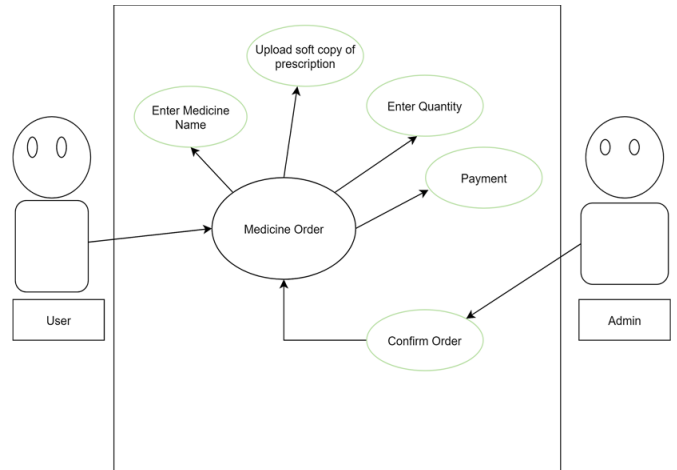 Upload soft copy of
prescription
Enter Medicine
Name
Enter Quantity
Payment
Medicine Order
User
Admin
Confirm Order